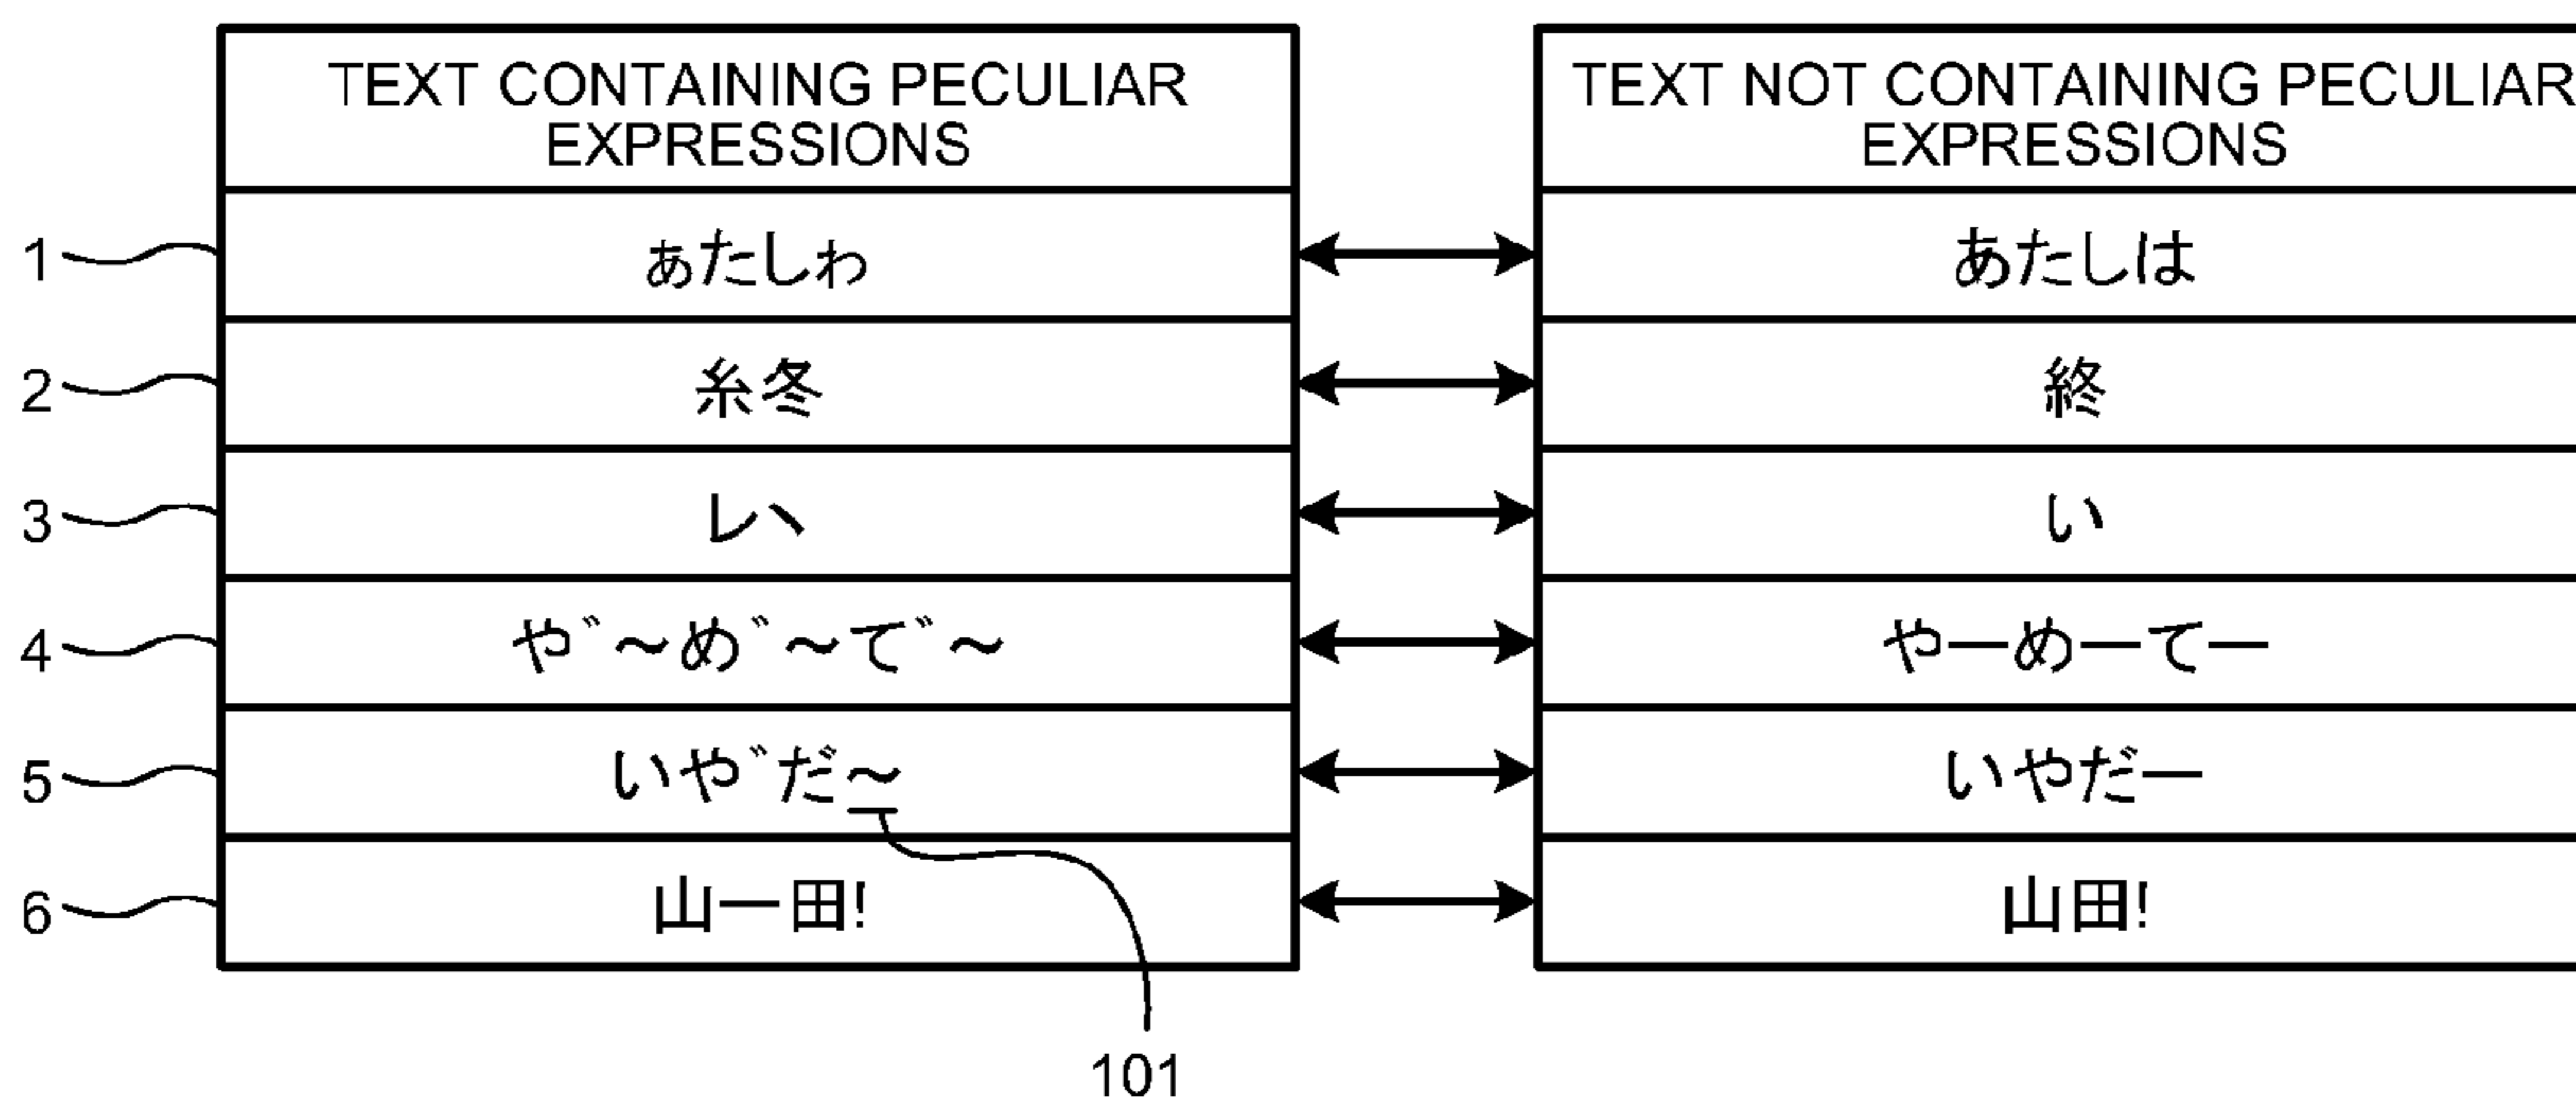 TEXT CONTAINING PECULIAR
EXPRESSIONS
TEXT NOT CONTAINING PECULIAR
EXPRESSIONS
1
ぁたしゎ
あたしは
2
糸冬
終
3
レヽ
い
4
や゛～め゛～て゛～
やーめーてー
5
いや゛だ～
いやだー
6
山ー田!
山田!
101